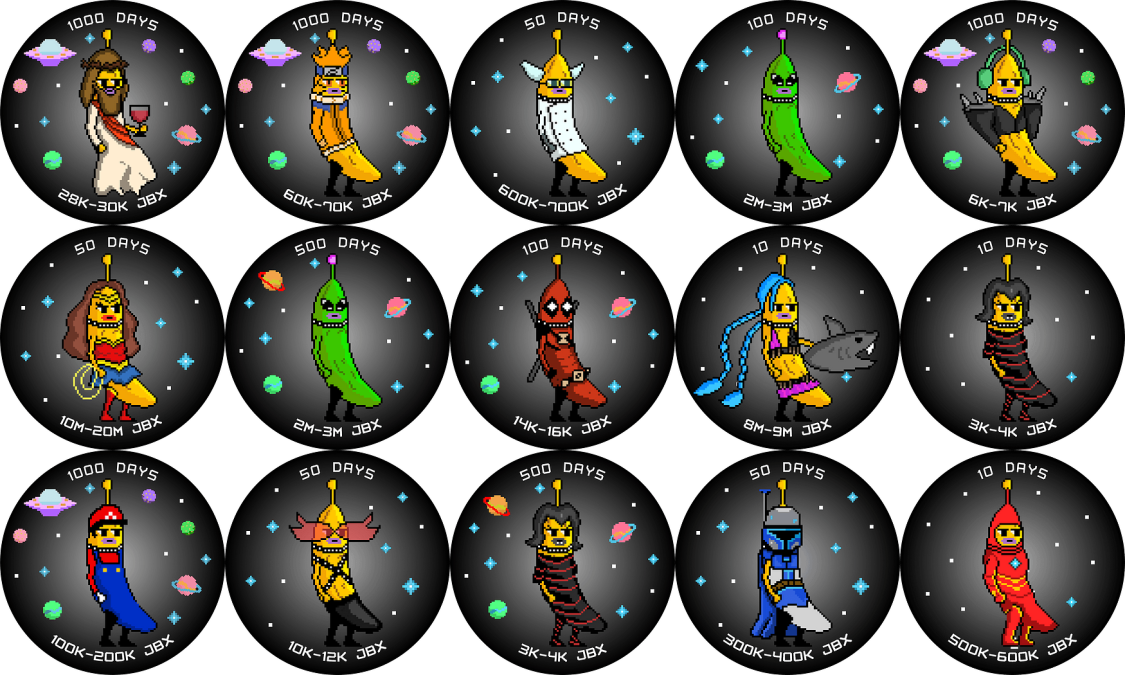 1000 DAYS
28K-30K JBX
1000 DAYS
60K-70K JBX
50 DAYS
600K-700K JBX
100 DAYS
2M-3M JBX
1000 DAYS
6K-7K JBX
50 DAYS
10M-20M JBX
500 DAYS
2M-3M JBX
100 DAYS
14K-16K JBX
10 DAYS
8M-9M JBX
10 DAYS
3K-4K JBX
1000 DAYS
100K-200K JBX
50 DAYS
10K-12K JBX
500 DAYS
3K-4K JBX
50 DAYS
300K-400K JBX
10 DAYS
500K-600K JBX